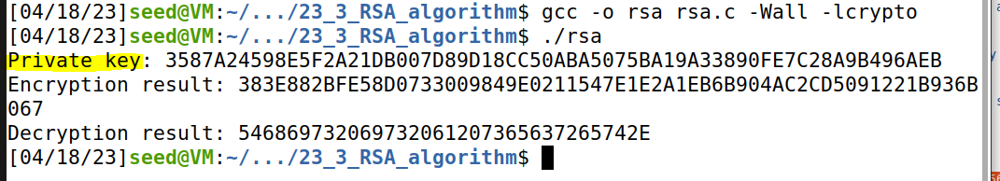 [04/18/23]seed@VM:~/.../23_3_RSA_algorithm$ gcc -o rsa rsa.c -Wall -lcrypto
[04/18/23]seed@VM:~/.../23_3_RSA_algorithm$ ./rsa
Private key: 3587A24598E5F2A21DB007D89D18CC50ABA5075BA19A33890FE7C28A9B496AEB
Encryption result: 383E882BFE58D0733009849E0211547E1E2A1EB6B904AC2CD5091221B936B
067
Decryption result: 546869732069732061207365637265742E
[04/18/23]seed@VM:~/.../23_3_RSA_algorithm$